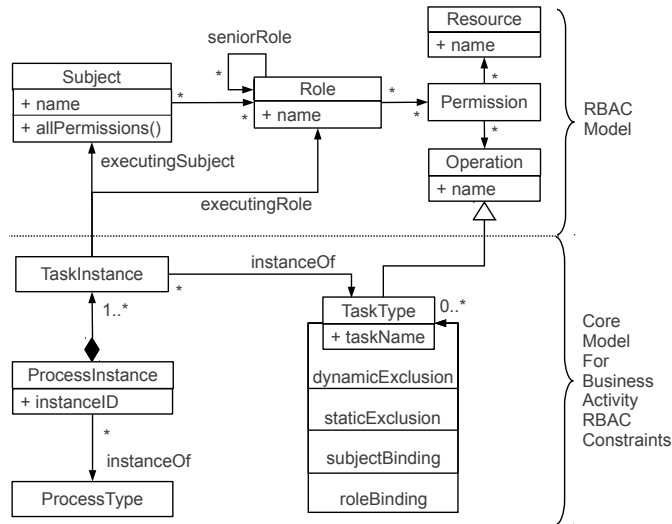 Resource
+ name
seniorRole
*
Subject
+ name
+ allPermissions()
*
*
Role
+ name
*
*
*
Permission
*
RBAC
Model
Operation
+ name
executingSubject
executingRole
TaskInstance
*
instanceOf
1..*
TaskType
+ taskName
0..*
dynamicExclusion
staticExclusion
subjectBinding
roleBinding
ProcessInstance
+ instanceID
*
instanceOf
ProcessType
Core
Model
For
Business
Activity
RBAC
Constraints